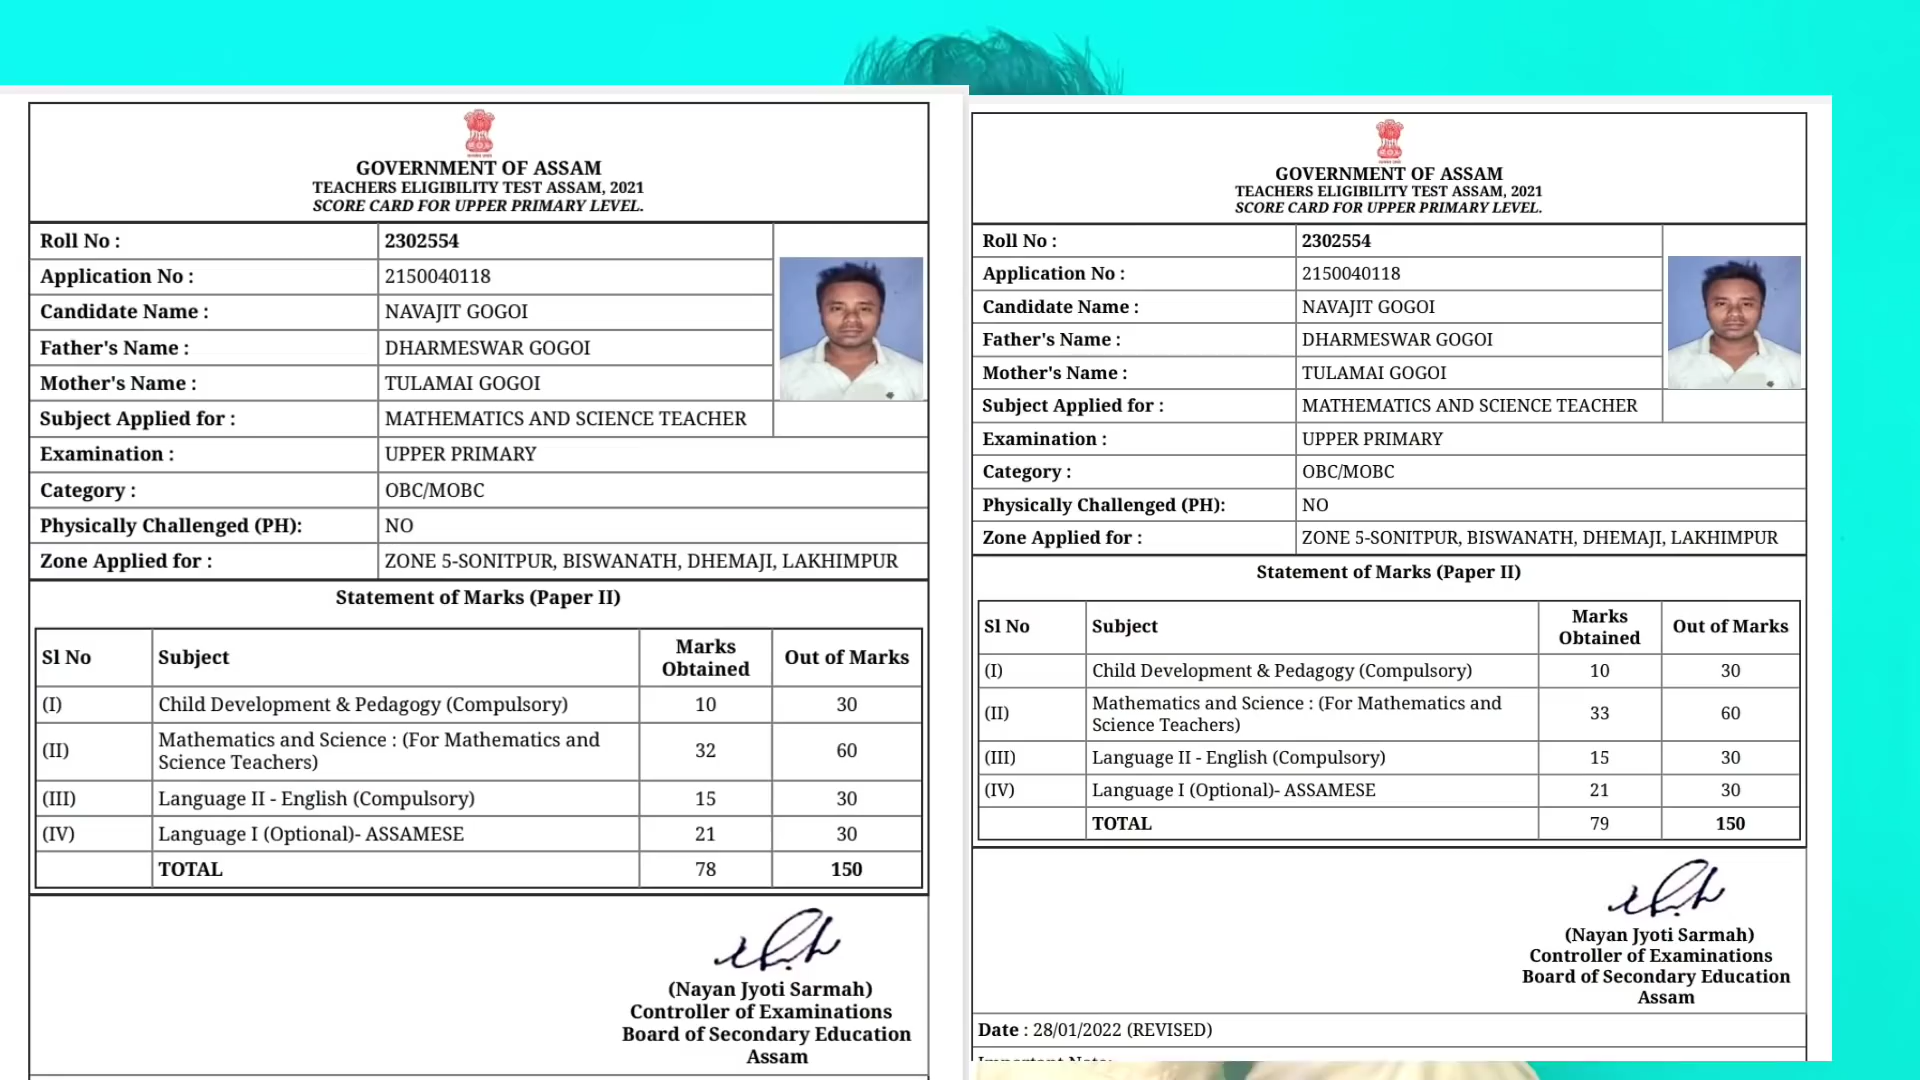 GOVERNMENT OF ASSAM
TEACHERS ELIGIBILITY TEST ASSAM, 2021
SCORE CARD FOR UPPER PRIMARY LEVEL.
Roll No : 2302554
Application No : 2150040118
Candidate Name : NAVAJIT GOGOI
Father's Name : DHARMESWAR GOGOI
Mother's Name : TULAMAI GOGOI
Subject Applied for : MATHEMATICS AND SCIENCE TEACHER
Examination : UPPER PRIMARY
Category : OBC/MOBC
Physically Challenged (PH): NO
Zone Applied for : ZONE 5-SONITPUR, BISWANATH, DHEMAJI, LAKHIMPUR
Statement of Marks (Paper II)
Sl No Subject Marks Obtained Out of Marks
(I) Child Development & Pedagogy (Compulsory) 10 30
(II) Mathematics and Science : (For Mathematics and Science Teachers) 32 60
(III) Language II - English (Compulsory) 15 30
(IV) Language I (Optional)- ASSAMESE 21 30
TOTAL 78 150
(Nayan Jyoti Sarmah)
Controller of Examinations
Board of Secondary Education
Assam
GOVERNMENT OF ASSAM
TEACHERS ELIGIBILITY TEST ASSAM, 2021
SCORE CARD FOR UPPER PRIMARY LEVEL.
Roll No : 2302554
Application No : 2150040118
Candidate Name : NAVAJIT GOGOI
Father's Name : DHARMESWAR GOGOI
Mother's Name : TULAMAI GOGOI
Subject Applied for : MATHEMATICS AND SCIENCE TEACHER
Examination : UPPER PRIMARY
Category : OBC/MOBC
Physically Challenged (PH): NO
Zone Applied for : ZONE 5-SONITPUR, BISWANATH, DHEMAJI, LAKHIMPUR
Statement of Marks (Paper II)
Sl No Subject Marks Obtained Out of Marks
(I) Child Development & Pedagogy (Compulsory) 10 30
(II) Mathematics and Science : (For Mathematics and Science Teachers) 33 60
(III) Language II - English (Compulsory) 15 30
(IV) Language I (Optional)- ASSAMESE 21 30
TOTAL 79 150
(Nayan Jyoti Sarmah)
Controller of Examinations
Board of Secondary Education
Assam
Date : 28/01/2022 (REVISED)